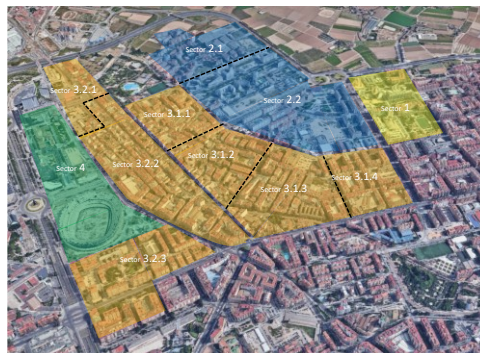 Sector 2.1
Sector 3.2.1
Sector 2.2
Sector 1
Sector 3.1.1
Sector 3.1.2
Sector 3.2.2
Sector 4
Sector 3.1.4
Sector 3.1.3
Sector 3.2.3